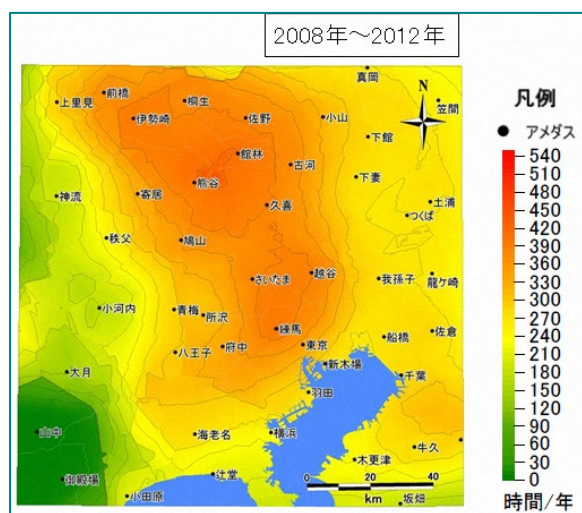 2008年～2012年
真岡
前橋
上里見
桐生
N
笠間
伊勢崎
佐野
小山
下館
館林
古河
下妻
熊谷
神流
寄居
久喜
土浦
つくば
秩父
鳩山
さいたま
越谷
我孫子
龍ケ崎
小河内
青梅
所沢
練馬
東京
船橋
佐倉
八王子
府中
新木場
大月
千葉
羽田
山中
海老名
横浜
牛久
木更津
御殿場
辻堂
0 20 40
km
小田原
坂畑
凡例
アメダス
540
510
480
450
420
390
360
330
300
270
240
210
180
150
120
90
60
30
0
時間/年